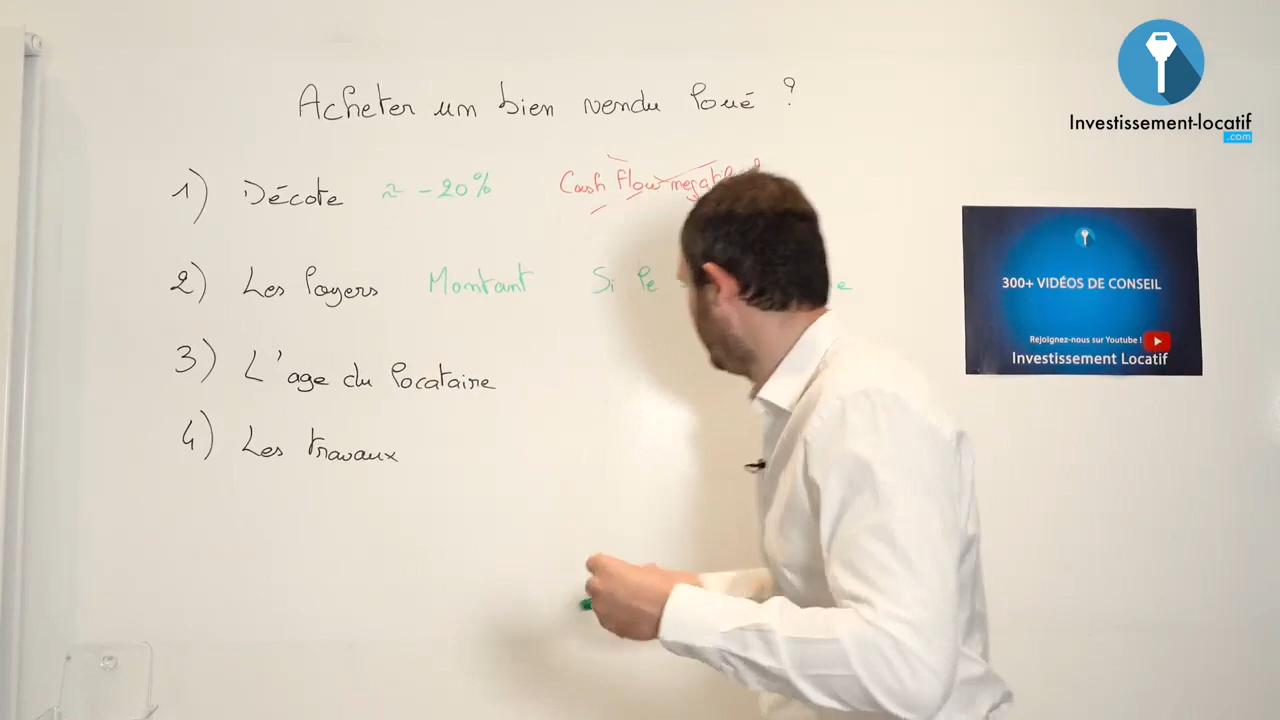 Acheter un bien vendu loué ?
Investissement-locatif
.com
1) Décote ≈ -20% Cash Flow
2) Les loyers Montant Si le
3) L'age du locataire
4) Les travaux
300+ VIDÉOS DE CONSEIL
Rejoignez-nous sur Youtube !
Investissement Locatif